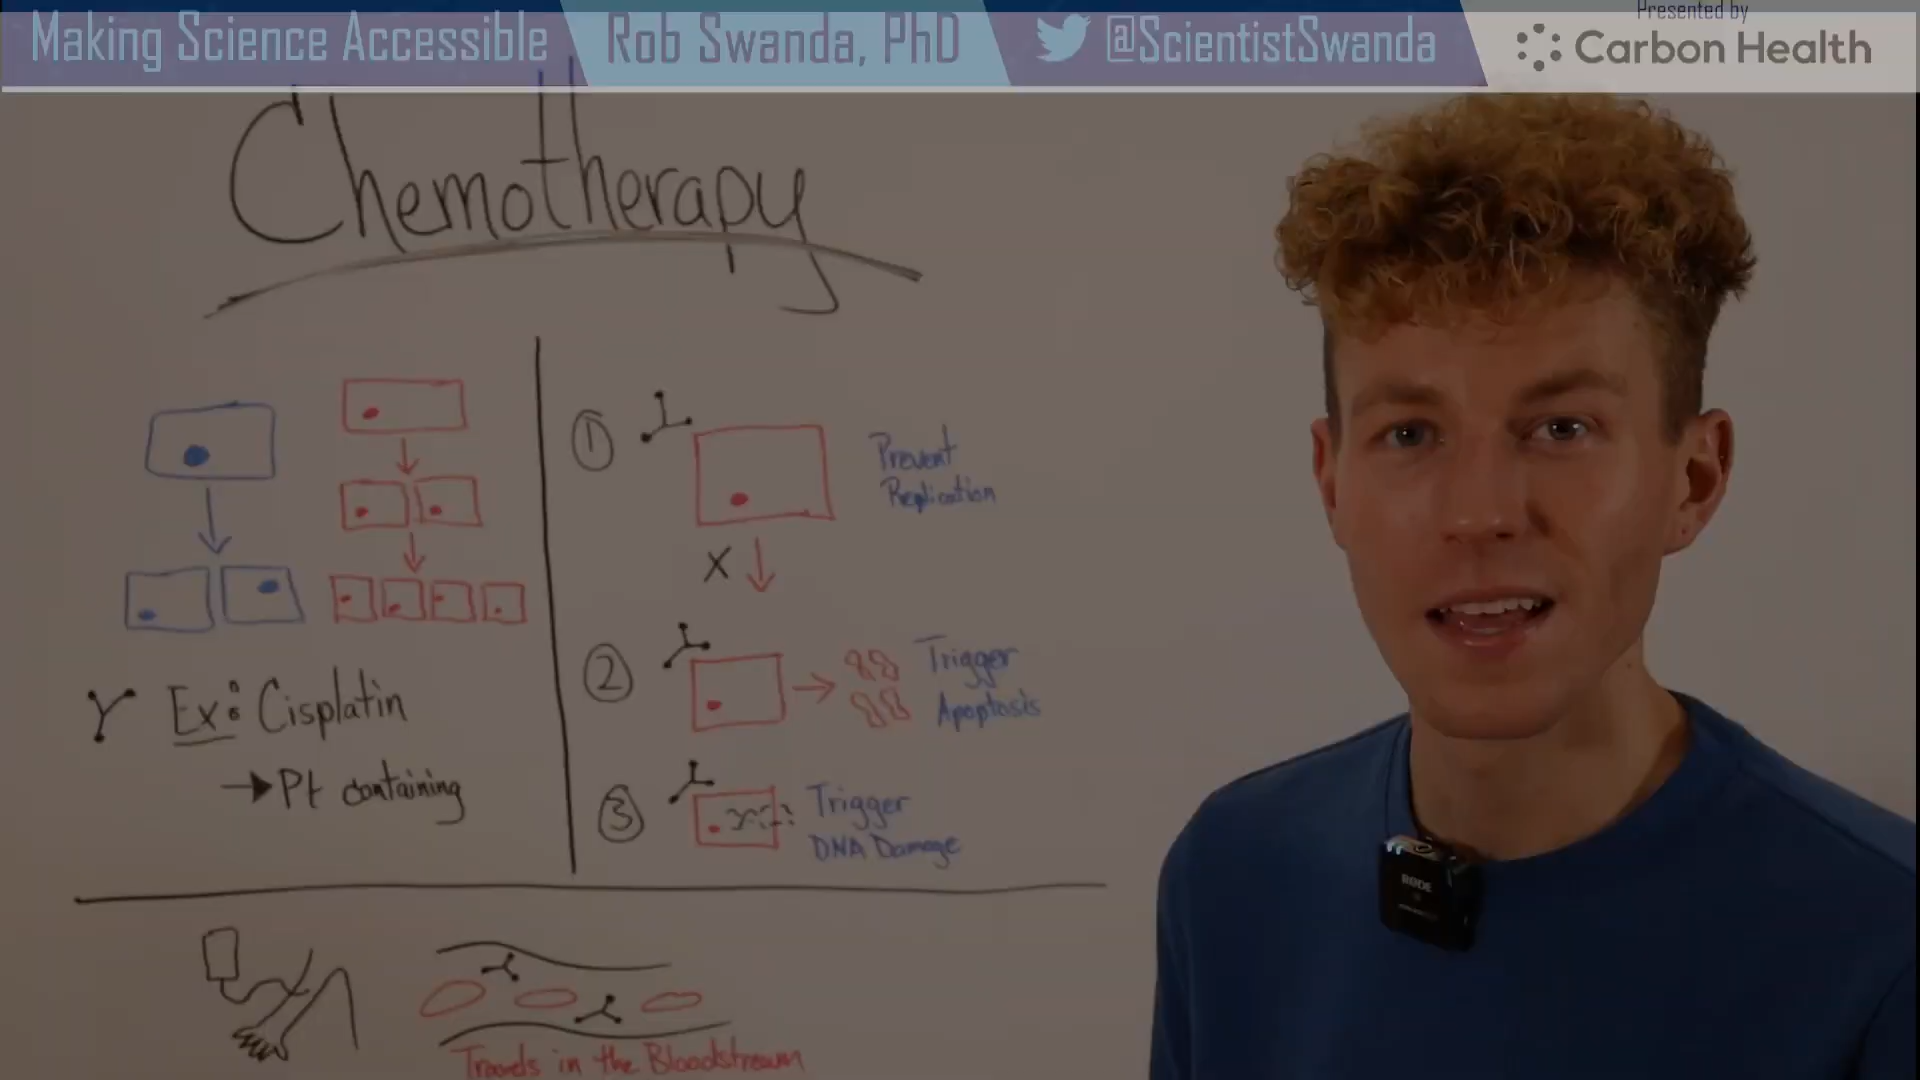 Making Science Accessible
Rob Swanda, PhD
@ScientistSwanda
Presented by
Carbon Health
Chemotherapy
Ex: Cisplatin
→ Pt containing
1
Prevent
Replication
X
2
Trigger
Apoptosis
3
Trigger
DNA Damage
Travels in the Bloodstream
RØDE